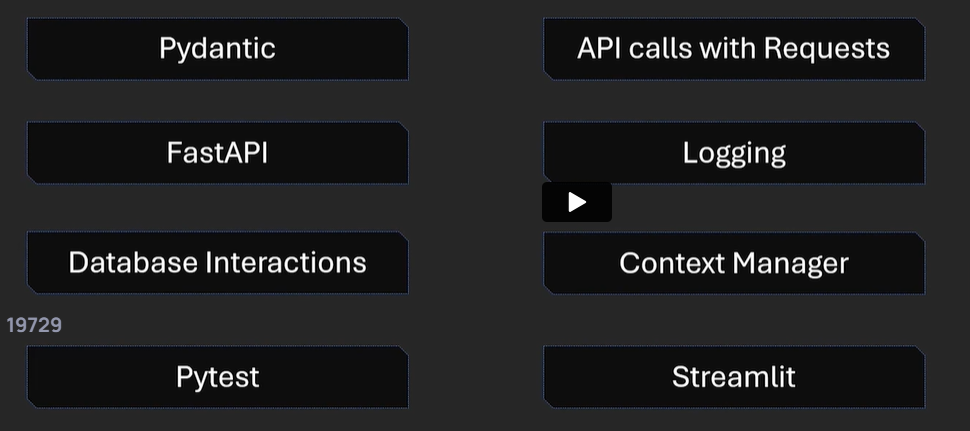 Pydantic
API calls with Requests
FastAPI
Logging
Database Interactions
Context Manager
19729
Pytest
Streamlit